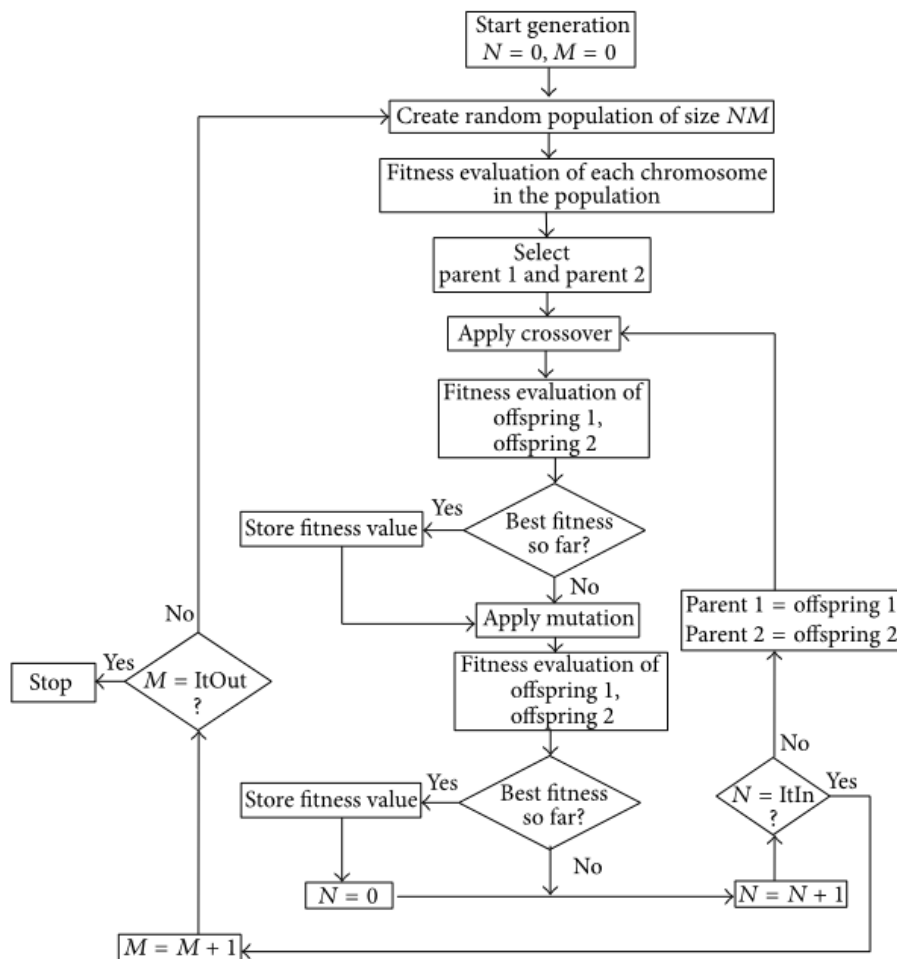 Start generation
N = 0, M = 0
Create random population of size NM
Fitness evaluation of each chromosome
in the population
Select
parent 1 and parent 2
Apply crossover
Fitness evaluation of
offspring 1,
offspring 2
Best fitness
so far?
Yes
Store fitness value
No
Apply mutation
Fitness evaluation of
offspring 1,
offspring 2
Best fitness
so far?
Yes
Store fitness value
No
N = 0
N = N + 1
N = ItIn
?
No
Yes
Parent 1 = offspring 1
Parent 2 = offspring 2
M = M + 1
M = ItOut
?
No
Yes
Stop